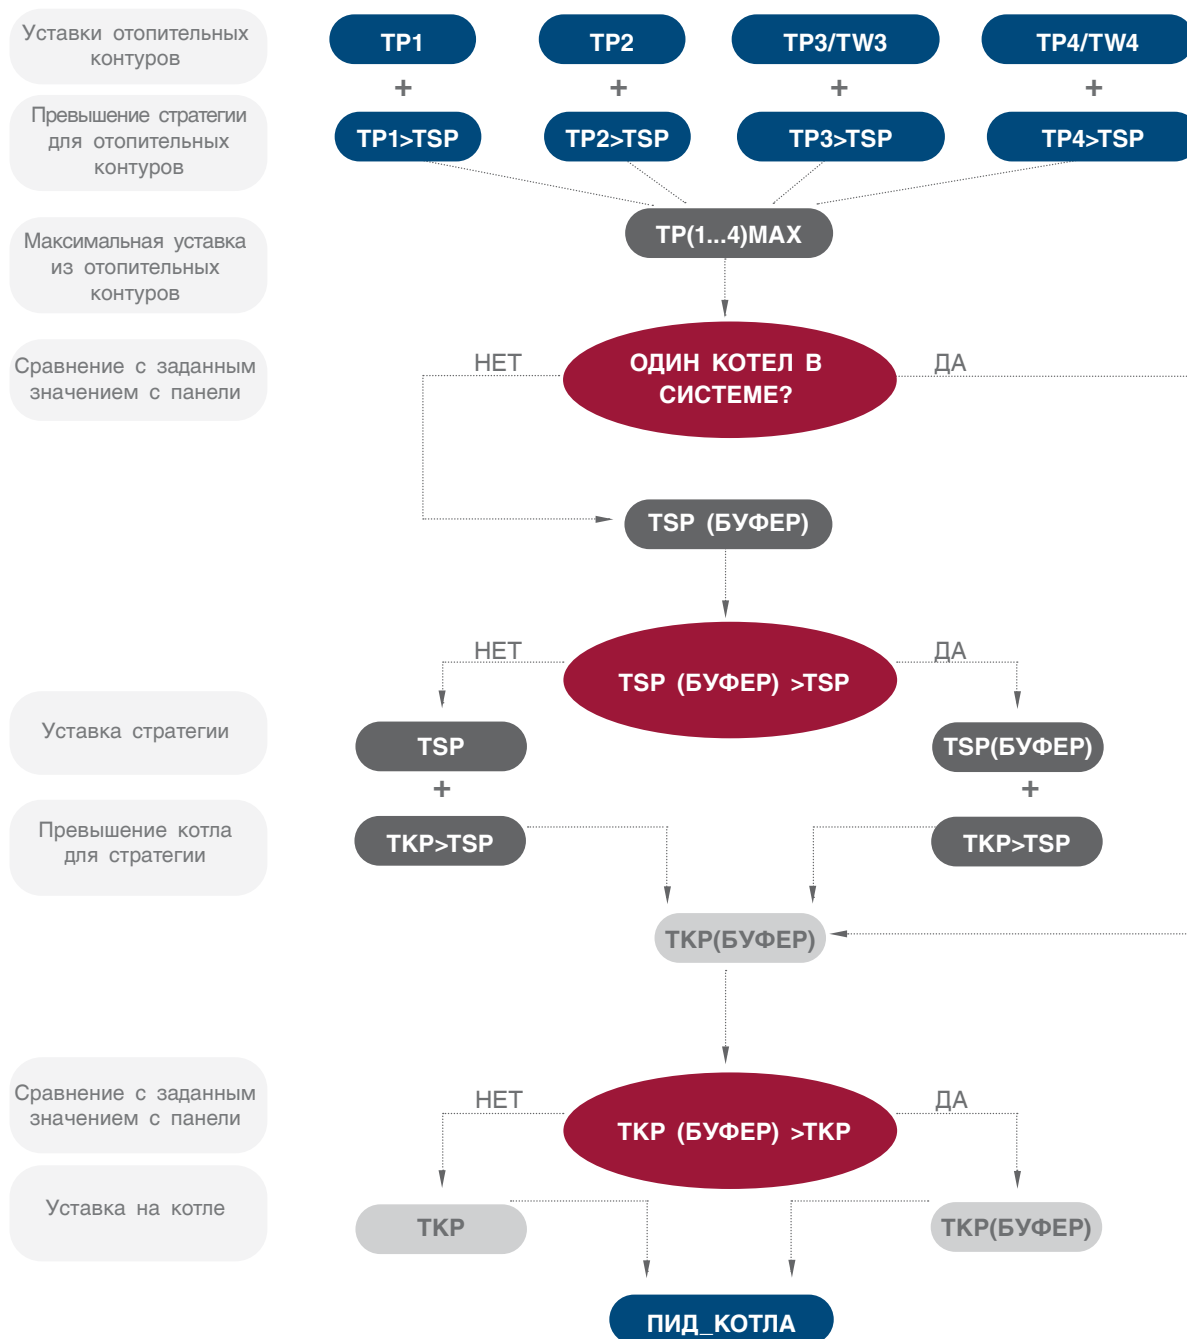 Уставки отопительных
контуров
TP1
TP2
TP3/TW3
TP4/TW4
+
+
+
+
Превышение стратегии
для отопительных
контуров
TP1>TSP
TP2>TSP
TP3>TSP
TP4>TSP
Максимальная уставка
из отопительных
контуров
TP(1...4)MAX
Сравнение с заданным
значением с панели
НЕТ
ОДИН КОТЕЛ В
СИСТЕМЕ?
ДА
TSP (БУФЕР)
НЕТ
TSP (БУФЕР) >TSP
ДА
Уставка стратегии
TSP
TSP(БУФЕР)
+
+
Превышение котла
для стратегии
TKP>TSP
TKP>TSP
TKP(БУФЕР)
Сравнение с заданным
значением с панели
НЕТ
TKP (БУФЕР) >TKP
ДА
Уставка на котле
TKP
TKP(БУФЕР)
ПИД_КОТЛА